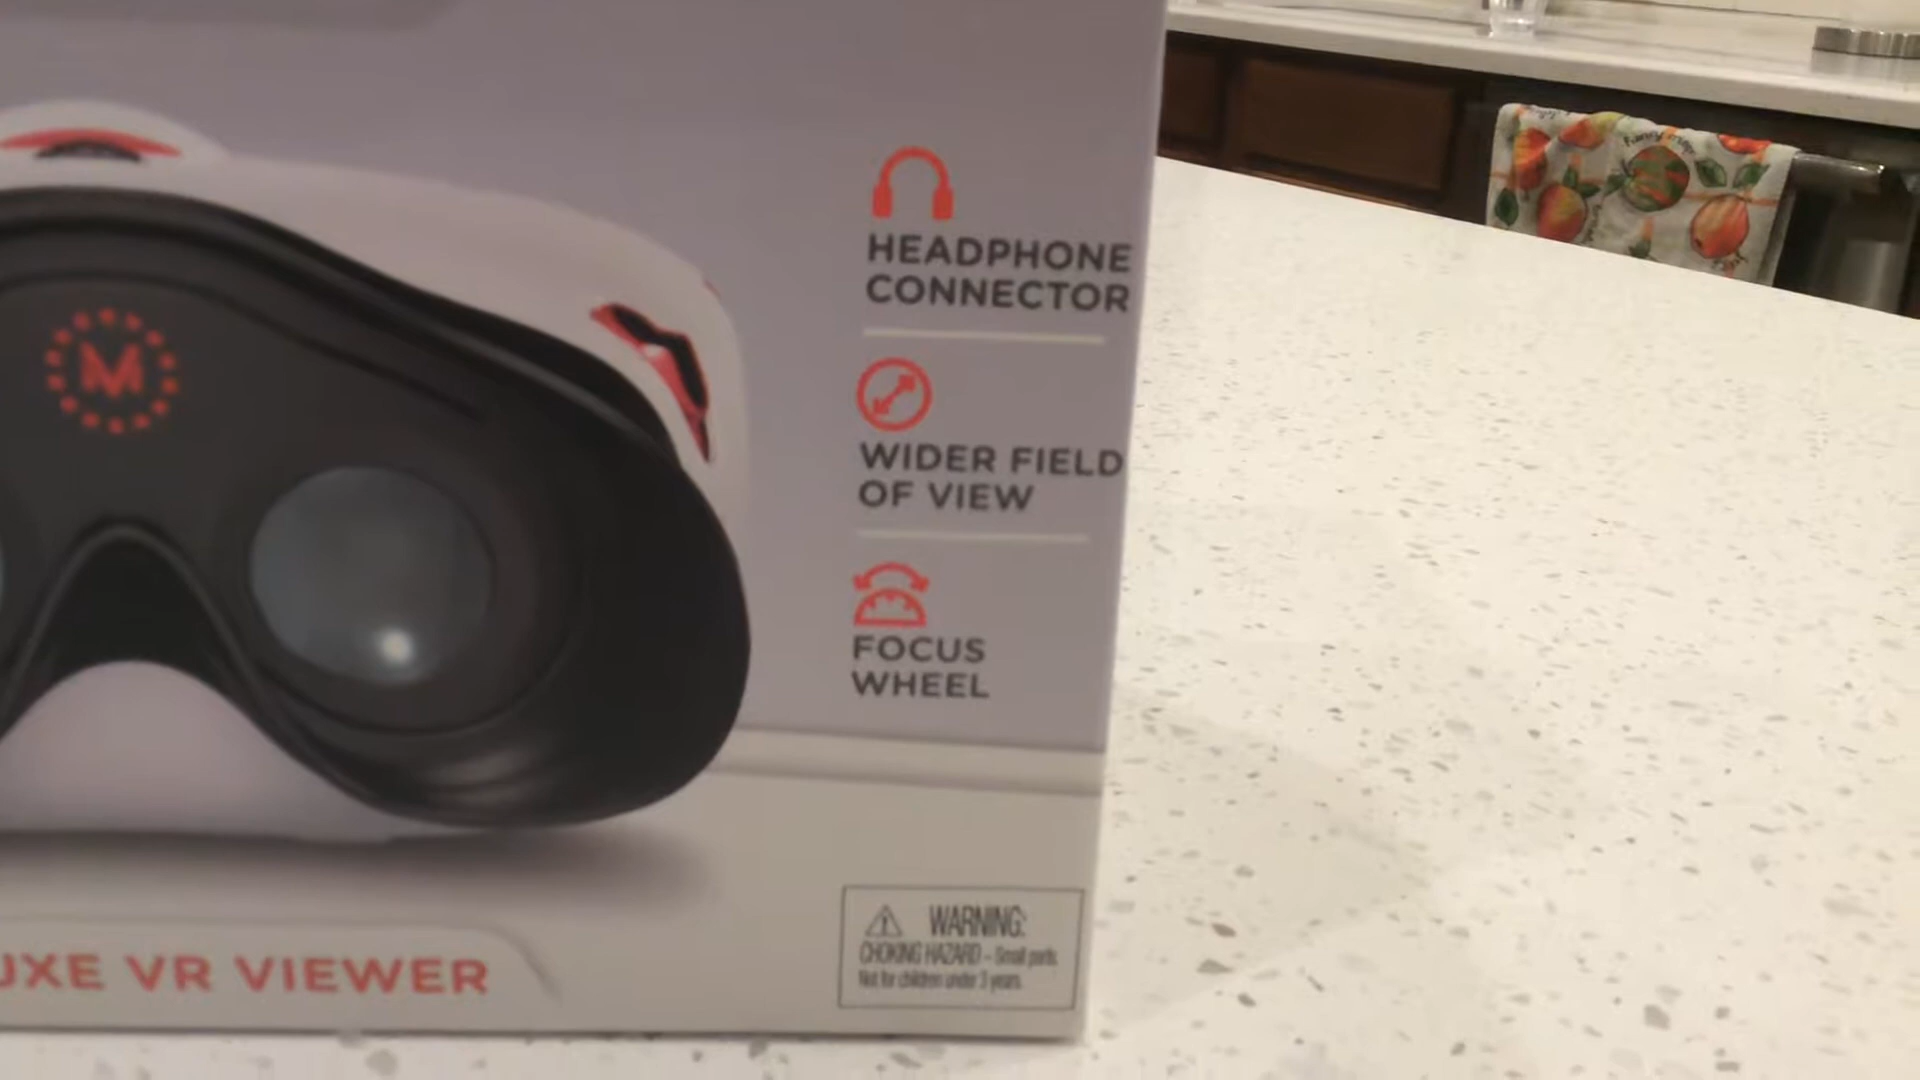 HEADPHONE
CONNECTOR
WIDER FIELD
OF VIEW
FOCUS
WHEEL
M
UXE VR VIEWER
WARNING:
CHOKING HAZARD – Small parts.
Not for children under 3 years.